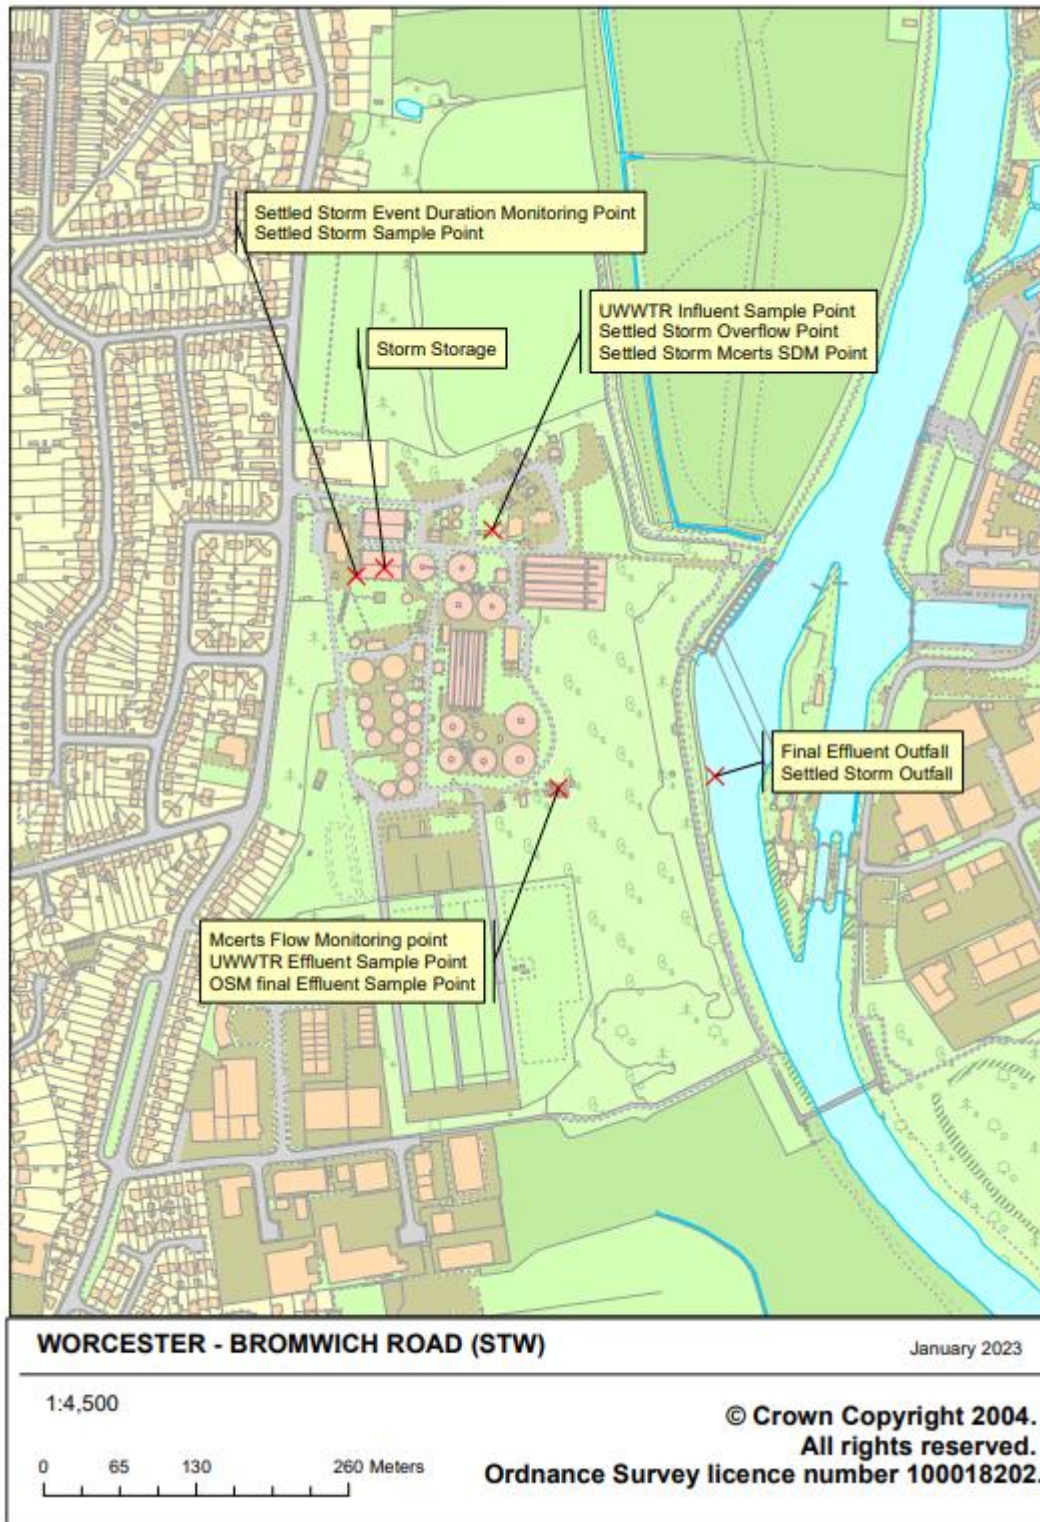 Settled Storm Event Duration Monitoring Point
Settled Storm Sample Point
UWWTR Influent Sample Point
Settled Storm Overflow Point
Settled Storm Mcerts SDM Point
Storm Storage
Final Effluent Outfall
Settled Storm Outfall
Mcerts Flow Monitoring point
UWWTR Effluent Sample Point
OSM final Effluent Sample Point
WORCESTER - BROMWICH ROAD (STW)
January 2023
1:4,500
0 65 130 260 Meters
© Crown Copyright 2004.
All rights reserved.
Ordnance Survey licence number 100018202.